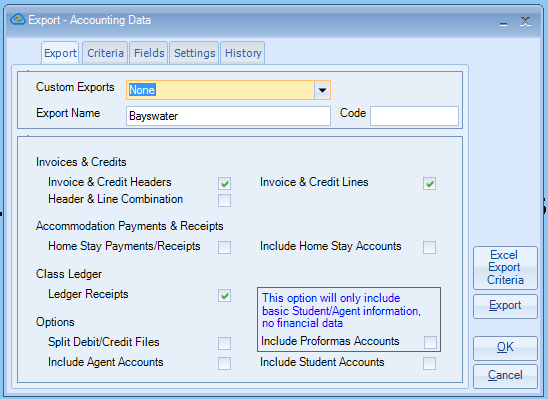 Export - Accounting Data
Export Criteria Fields Settings History
Custom Exports None
Export Name Bayswater Code
Invoices & Credits
Invoice & Credit Headers Invoice & Credit Lines
Header & Line Combination
Accommodation Payments & Receipts
Home Stay Payments/Receipts Include Home Stay Accounts
Class Ledger
Ledger Receipts
This option will only include
basic Student/Agent information,
no financial data
Options
Split Debit/Credit Files Include Proformas Accounts
Include Agent Accounts Include Student Accounts
Excel
Export
Criteria
Export
OK
Cancel